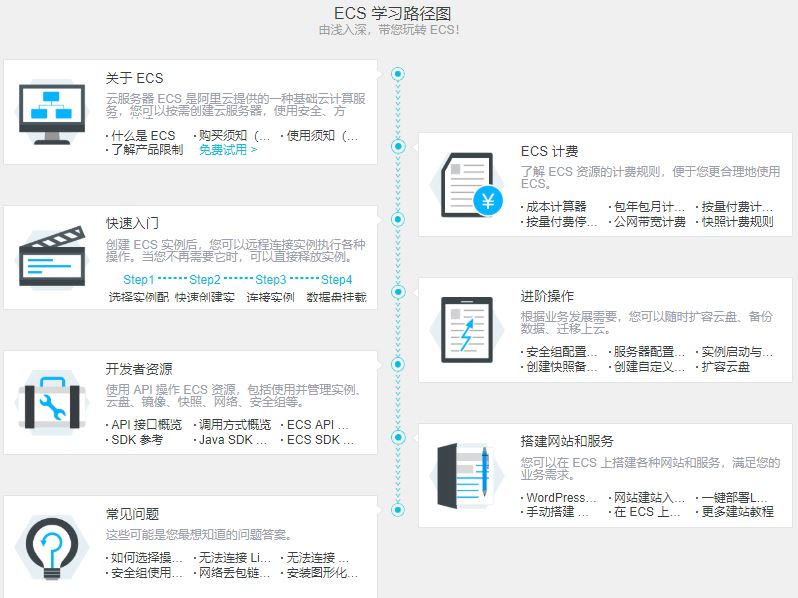 ECS 学习路径图
由浅入深，带您玩转 ECS！
关于 ECS
云服务器 ECS 是阿里云提供的一种基础云计算服
务，您可以按需创建云服务器，使用安全、方
· 什么是 ECS · 购买须知（... · 使用须知（...
· 了解产品限制 免费试用 >
ECS 计费
了解 ECS 资源的计费规则，便于您更合理地使用
ECS。
· 成本计算器 · 包年包月计... · 按量付费计...
· 按量付费停... · 公网带宽计费 · 快照计费规则
快速入门
创建 ECS 实例后，您可以远程连接实例执行各种
操作。当您不再需要它时，可以直接释放实例。
Step1 Step2 Step3 Step4
选择实例配 快速创建实 连接实例 数据盘挂载
进阶操作
根据业务发展需要，您可以随时扩容云盘、备份
数据、迁移上云。
· 安全组配置... · 服务器配置... · 实例启动与...
· 创建快照备... · 创建自定义... · 扩容云盘
开发者资源
使用 API 操作 ECS 资源，包括使用并管理实例、
云盘、镜像、快照、网络、安全组等。
· API 接口概览 · 调用方式概览 · ECS API ...
· SDK 参考 · Java SDK ... · ECS SDK ...
搭建网站和服务
您可以在 ECS 上搭建各种网站和服务，满足您的
业务需求。
· WordPress... · 网站建站入... · 一键部署L...
· 手动搭建 ... · 在 ECS 上... · 更多建站教程
常见问题
这些可能是您最想知道的问题答案。
· 如何选择操... · 无法连接 Li... · 无法连接 ...
· 安全组使用... · 网络丢包链... · 安装图形化...